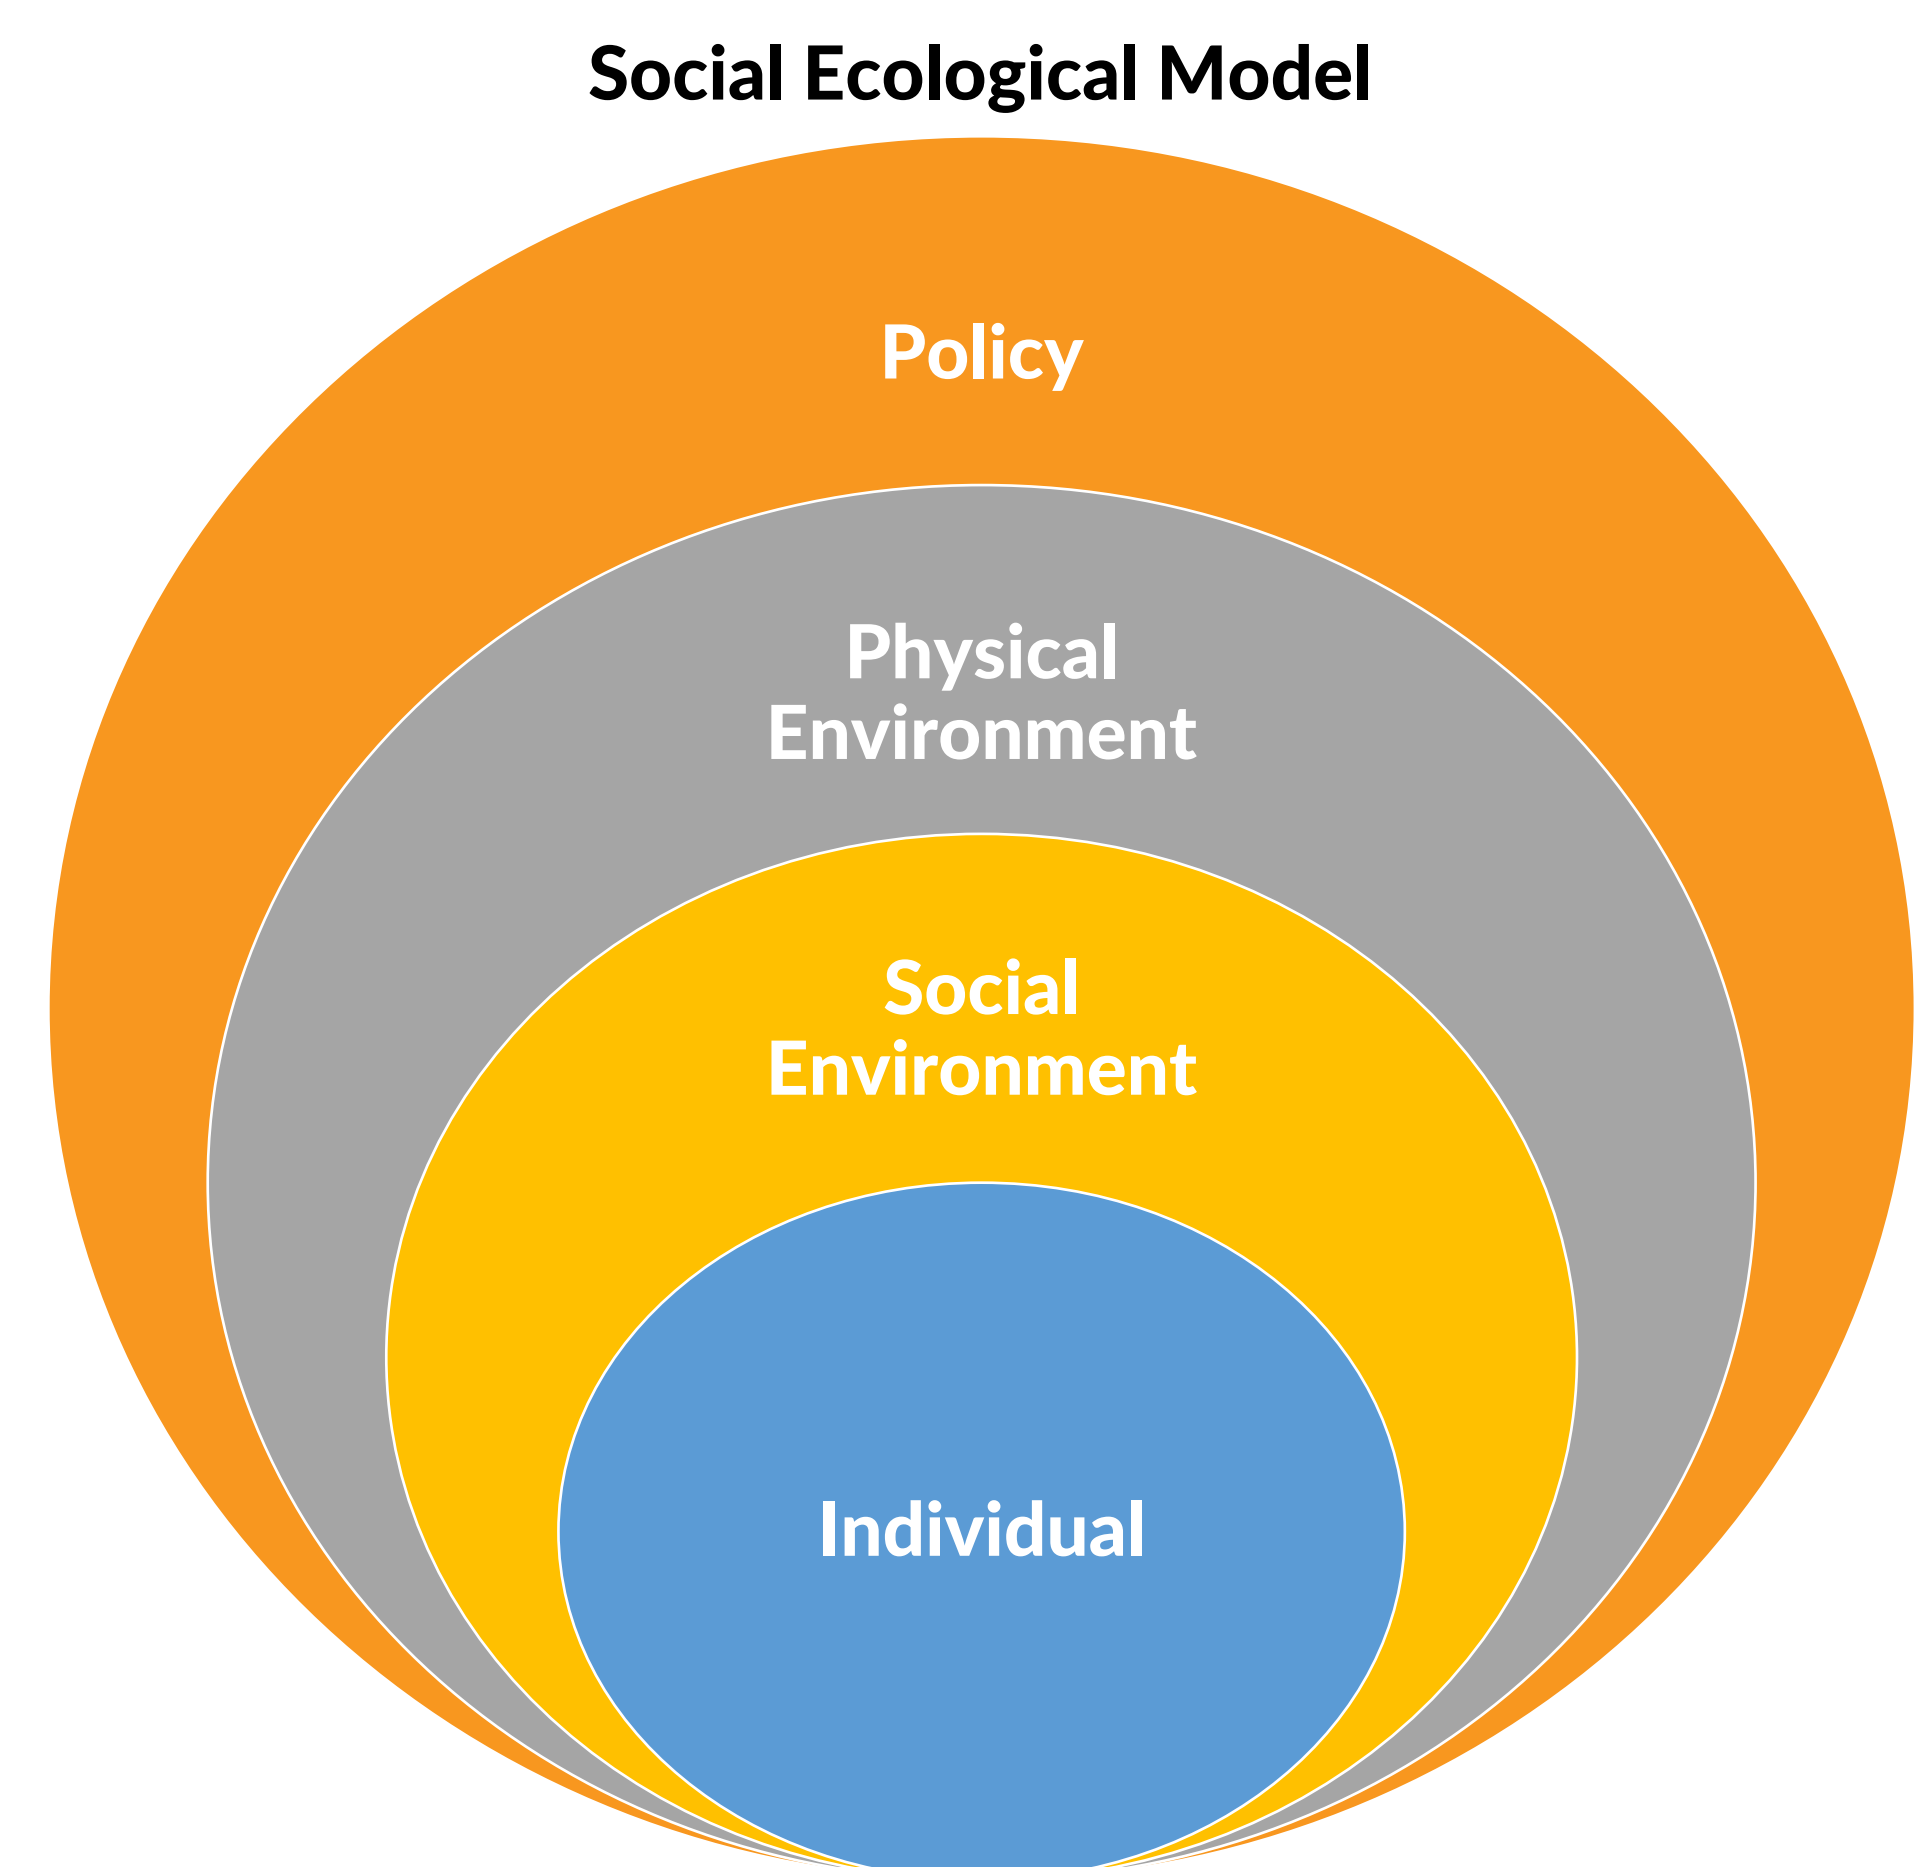 Social Ecological Model
Policy
Physical
Environment
Social
Environment
Individual